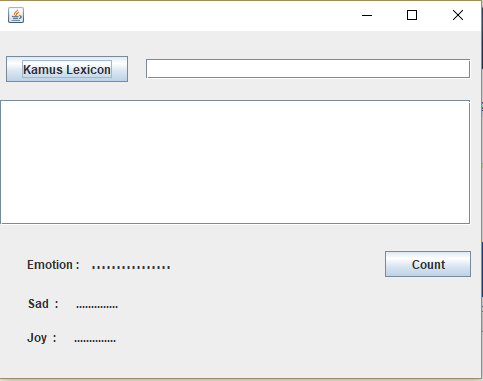 Kamus Lexicon
Emotion : ................
Count
Sad : ..............
Joy : ..............